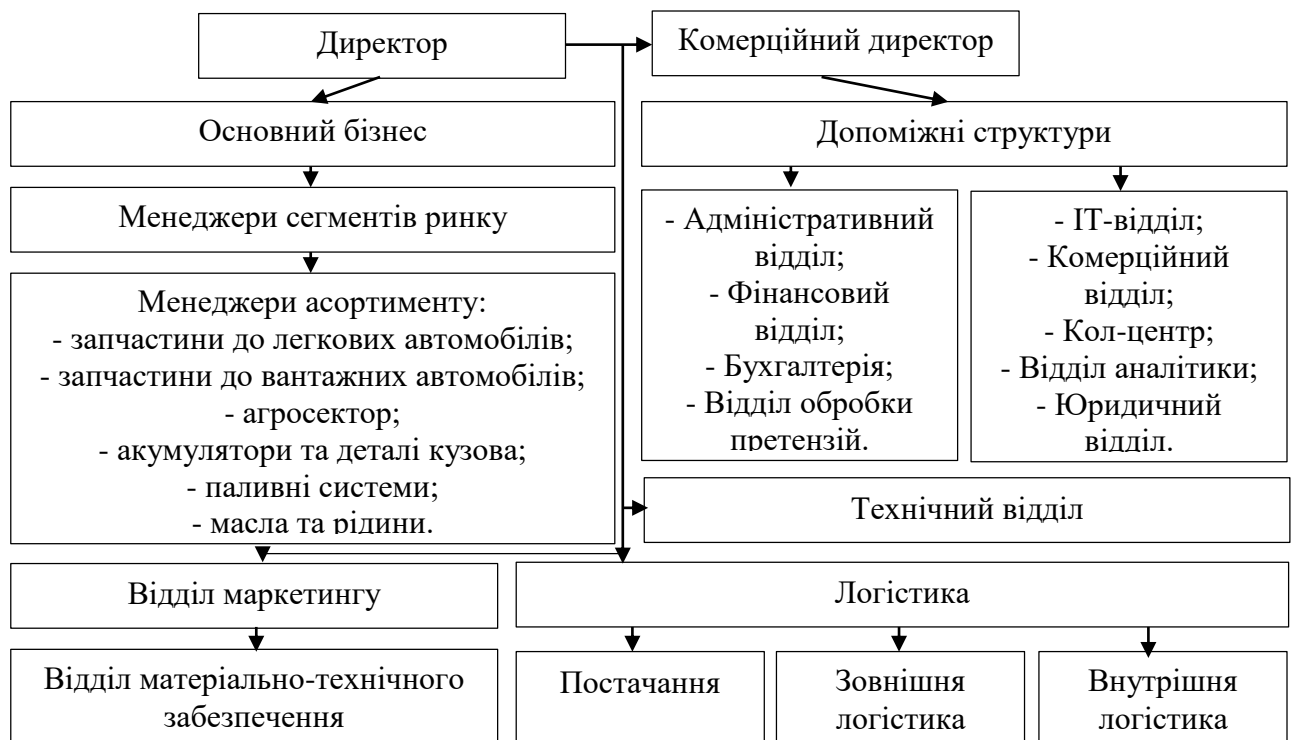 Директор
Комерційний директор
Основний бізнес
Допоміжні структури
Менеджери сегментів ринку
Менеджери асортименту:
- запчастини до легкових автомобілів;
- запчастини до вантажних автомобілів;
- агросектор;
- акумулятори та деталі кузова;
- паливні системи;
- масла та рідини.
- Адміністративний
відділ;
- Фінансовий
відділ;
- Бухгалтерія;
- Відділ обробки
претензій.
- ІТ-відділ;
- Комерційний
відділ;
- Кол-центр;
- Відділ аналітики;
- Юридичний
відділ.
Технічний відділ
Відділ маркетингу
Логістика
Відділ матеріально-технічного
забезпечення
Постачання
Зовнішня
логістика
Внутрішня
логістика